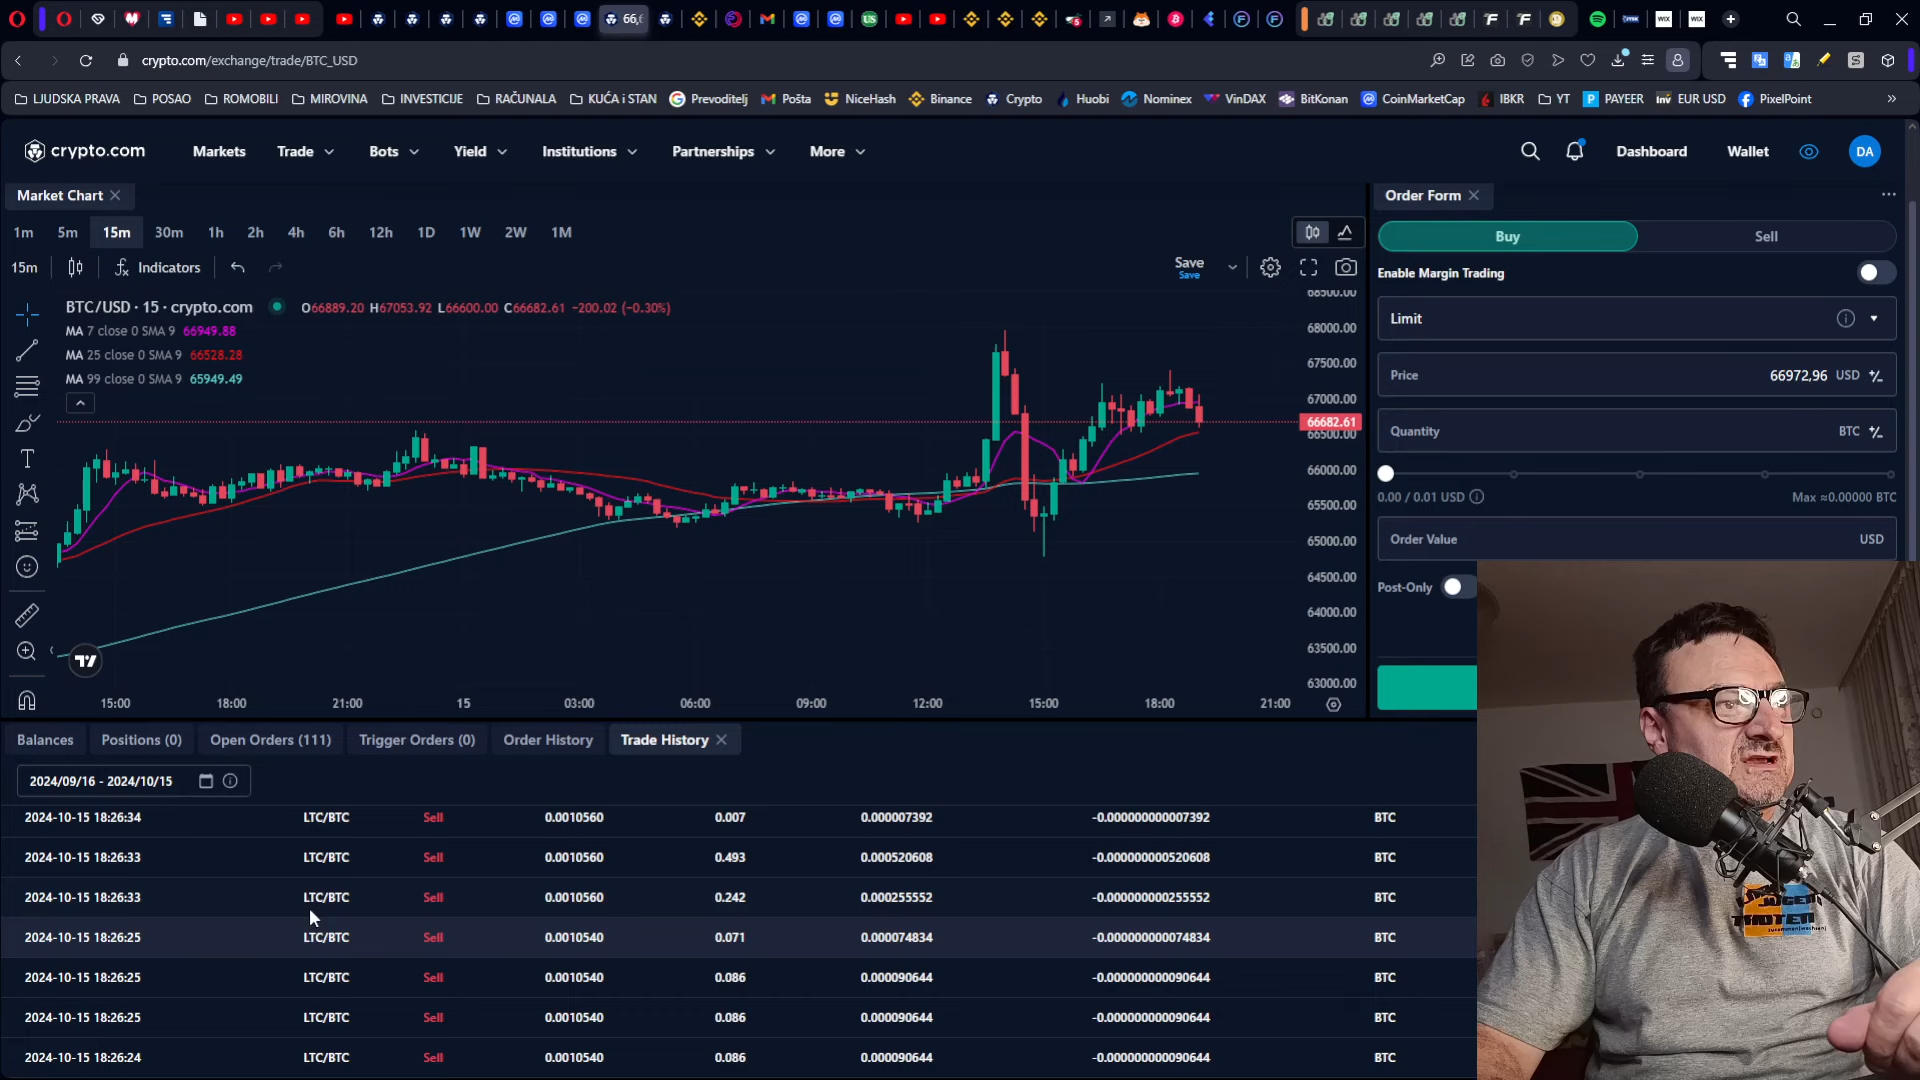 66,6
crypto.com/exchange/trade/BTC_USD
LJUDSKA PRAVA POSAO ROMOBILI MIROVINA INVESTICIJE RAČUNALA KUĆA i STAN Prevoditelj Pošta NiceHash Binance Crypto Huobi Nominex VinDAX BitKonan CoinMarketCap IBKR YT PAYEER EUR USD PixelPoint
crypto.com Markets Trade Bots Yield Institutions Partnerships More Dashboard Wallet DA
Market Chart
1m 5m 15m 30m 1h 2h 4h 6h 12h 1D 1W 2W 1M
15m Indicators Save
Save
BTC/USD · 15 · crypto.com O66889.20 H67053.92 L66600.00 C66682.61 −200.02 (−0.30%)
MA 7 close 0 SMA 9 66949.88
MA 25 close 0 SMA 9 66528.28
MA 99 close 0 SMA 9 65949.49
68500.00
68000.00
67500.00
67000.00
66682.61
66500.00
66000.00
65500.00
65000.00
64500.00
64000.00
63500.00
63000.00
15:00 18:00 21:00 15 03:00 06:00 09:00 12:00 15:00 18:00 21:00
Order Form
Buy Sell
Enable Margin Trading
Limit
Price 66972,96 USD
Quantity BTC
0.00 / 0.01 USD Max ≈0.00000 BTC
Order Value USD
Post-Only
Balances Positions (0) Open Orders (111) Trigger Orders (0) Order History Trade History
2024/09/16 - 2024/10/15
2024-10-15 18:26:34 LTC/BTC Sell 0.0010560 0.007 0.000007392 -0.000000000007392 BTC
2024-10-15 18:26:33 LTC/BTC Sell 0.0010560 0.493 0.000520608 -0.000000000520608 BTC
2024-10-15 18:26:33 LTC/BTC Sell 0.0010560 0.242 0.000255552 -0.000000000255552 BTC
2024-10-15 18:26:25 LTC/BTC Sell 0.0010540 0.071 0.000074834 -0.000000000074834 BTC
2024-10-15 18:26:25 LTC/BTC Sell 0.0010540 0.086 0.000090644 -0.000000000090644 BTC
2024-10-15 18:26:25 LTC/BTC Sell 0.0010540 0.086 0.000090644 -0.000000000090644 BTC
2024-10-15 18:26:24 LTC/BTC Sell 0.0010540 0.086 0.000090644 -0.000000000090644 BTC